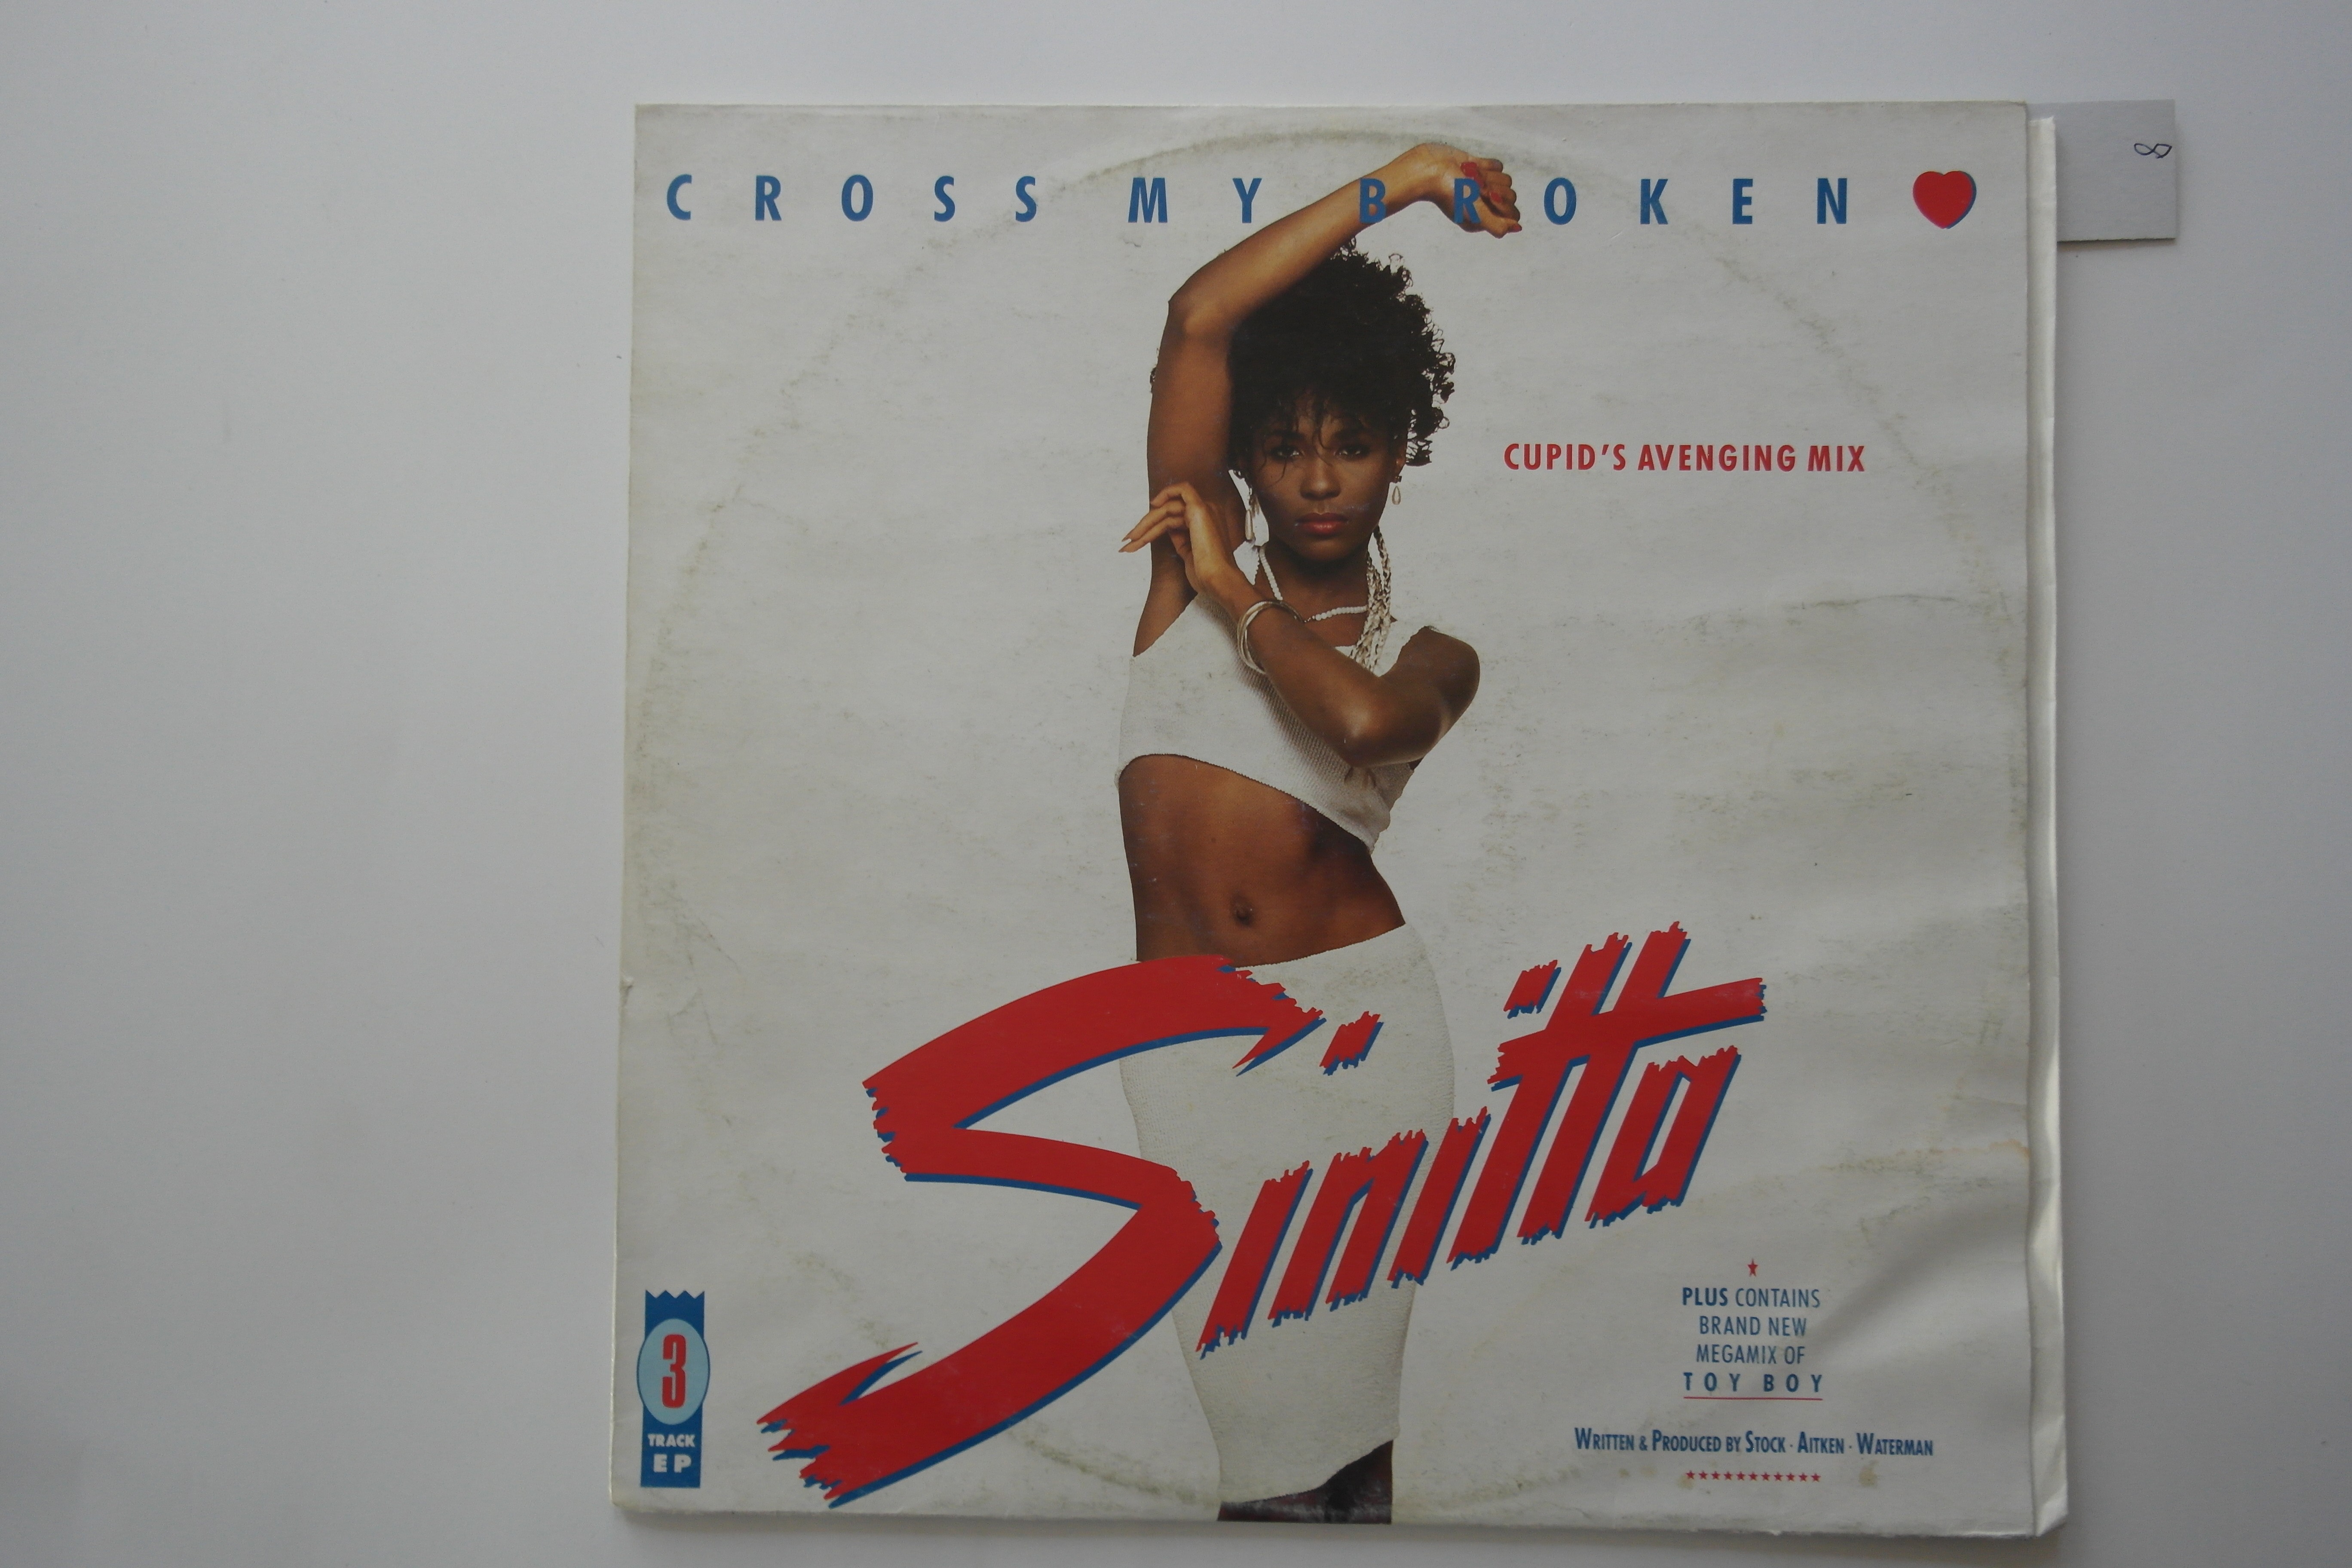 CROSS MY BROKEN
8
CUPID'S AVENGING MIX
Sinitta
PLUS CONTAINS
BRAND NEW
MEGAMIX OF
TOY BOY
WRITTEN & PRODUCED BY STOCK · AITKEN · WATERMAN
3
TRACK
EP